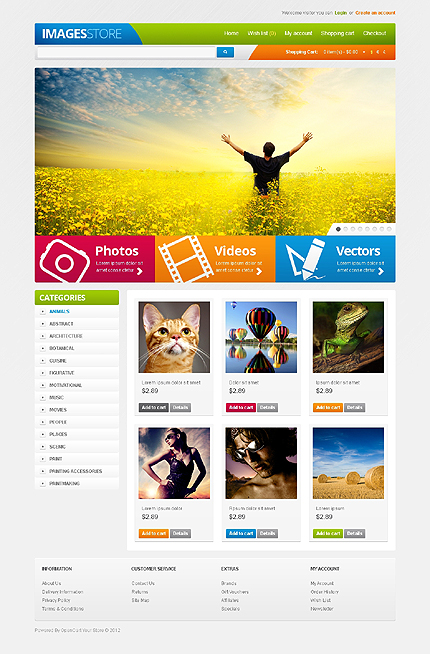 Welcome visitor you can Login or Create an account
IMAGESSTORE
Home Wish list (0) My account Shopping cart Checkout
Shopping Cart: 0 item(s) - $0.00
Photos
Lorem ipsum dolor sit
amet conse ctetur
Videos
Lorem ipsum dolor sit
amet conse ctetur
Vectors
Lorem ipsum dolor sit
amet conse ctetur
CATEGORIES
ANIMALS
ABSTRACT
ARCHITECTURE
BOTANICAL
CUISINE
FIGURATIVE
MOTIVATIONAL
MUSIC
MOVIES
PEOPLE
PLACES
SCENIC
PAINT
PAINTING ACCESSORIES
PRINTMAKING
Lorem ipsum dolor sit amet
$2.89
Add to cart Details
Dolor sit amet
$2.89
Add to cart Details
Ipsum dolor sit amet
$2.89
Add to cart Details
Lorem ipsum dolor
$2.89
Add to cart Details
Ipsum dolor sit amet
$2.89
Add to cart Details
Lorem ipsum
$2.89
Add to cart Details
INFORMATION
About Us
Delivery Information
Privacy Policy
Terms & Conditions
CUSTOMER SERVICE
Contact Us
Returns
Site Map
EXTRAS
Brands
Gift Vouchers
Affiliates
Specials
MY ACCOUNT
My Account
Order History
Wish List
Newsletter
Powered By OpenCart Your Store © 2012